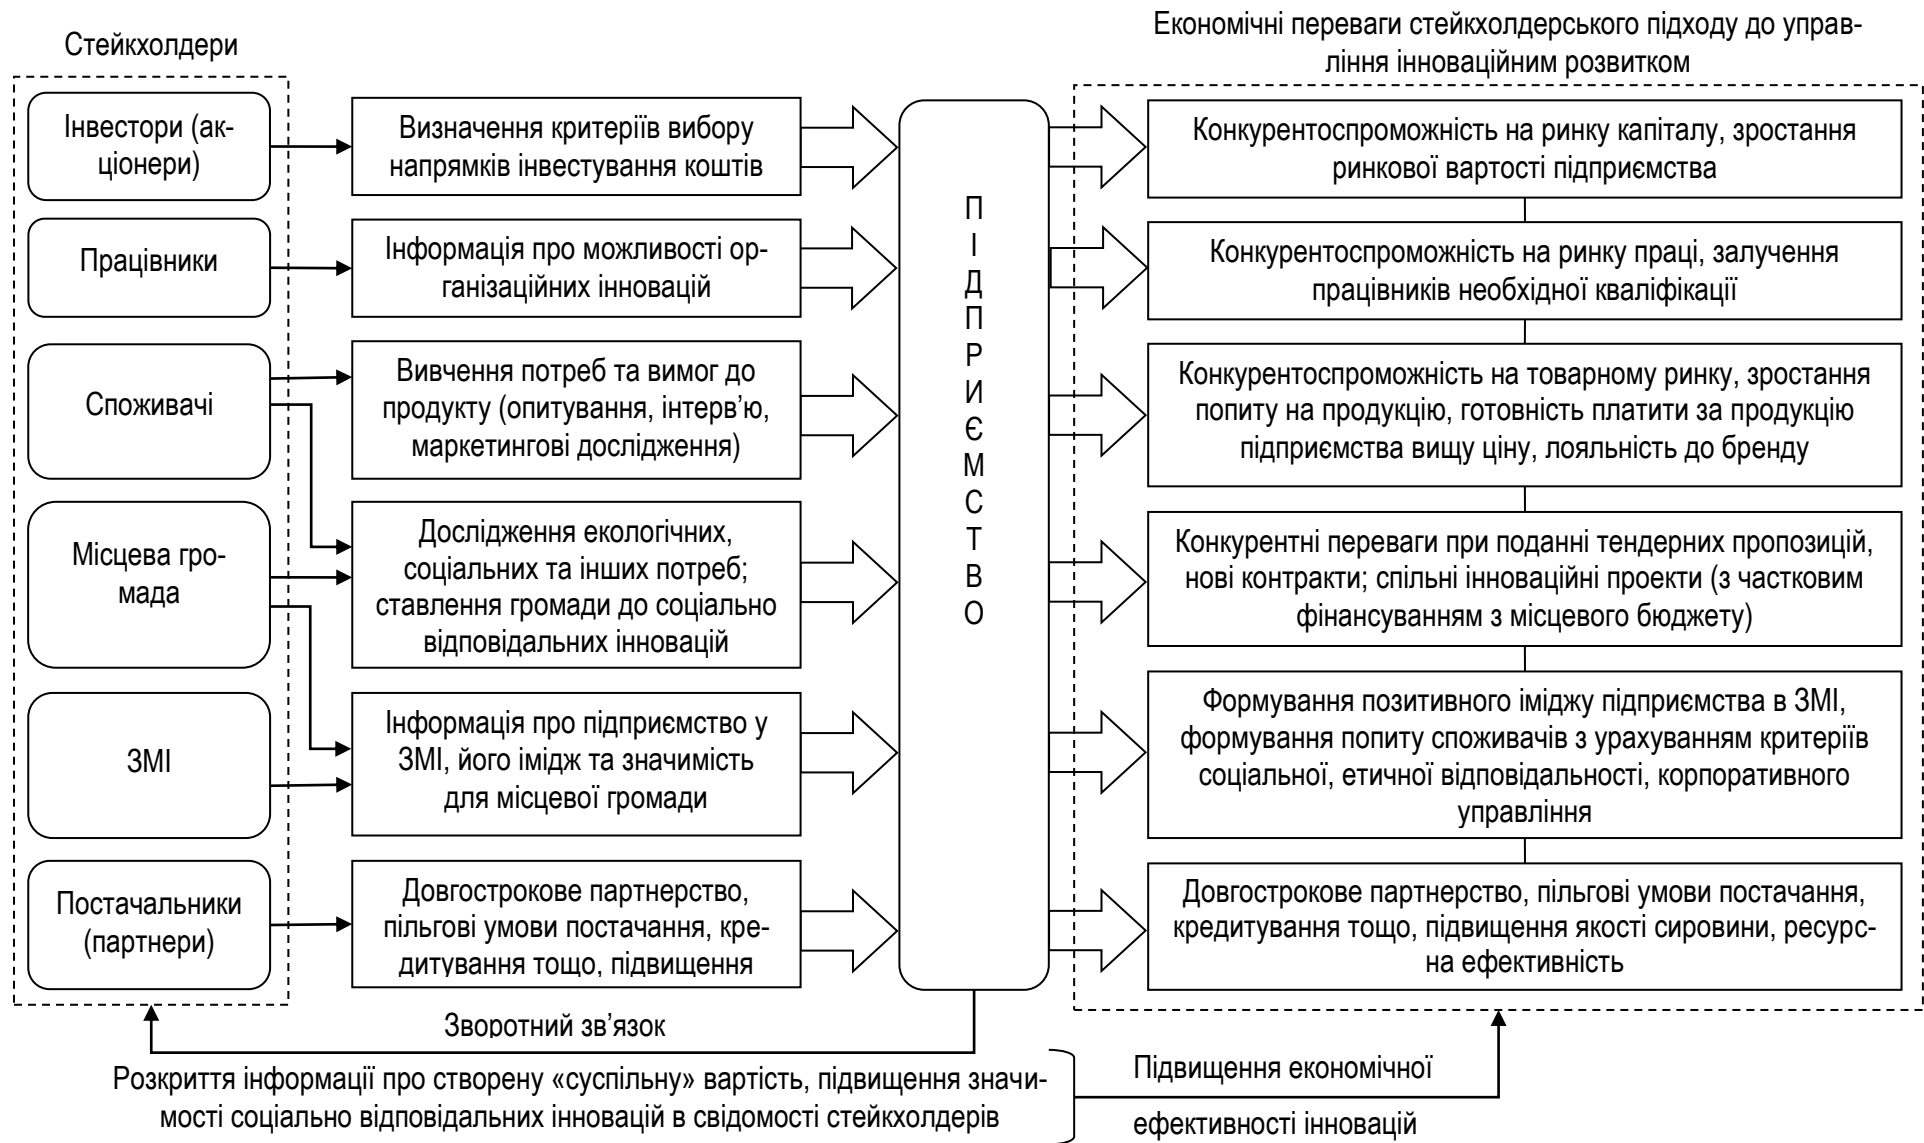 Стейкхолдери
Економічні переваги стейкхолдерського підходу до управ-
ління інноваційним розвитком
Інвестори (ак-
ціонери)
Визначення критеріїв вибору
напрямків інвестування коштів
Конкурентоспроможність на ринку капіталу, зростання
ринкової вартості підприємства
Працівники
Інформація про можливості ор-
ганізаційних інновацій
Конкурентоспроможність на ринку праці, залучення
працівників необхідної кваліфікації
Споживачі
Вивчення потреб та вимог до
продукту (опитування, інтерв’ю,
маркетингові дослідження)
Конкурентоспроможність на товарному ринку, зростання
попиту на продукцію, готовність платити за продукцію
підприємства вищу ціну, лояльність до бренду
Місцева гро-
мада
Дослідження екологічних,
соціальних та інших потреб;
ставлення громади до соціально
відповідальних інновацій
Конкурентні переваги при поданні тендерних пропозицій,
нові контракти; спільні інноваційні проекти (з частковим
фінансуванням з місцевого бюджету)
ЗМІ
Інформація про підприємство у
ЗМІ, його імідж та значимість
для місцевої громади
Формування позитивного іміджу підприємства в ЗМІ,
формування попиту споживачів з урахуванням критеріїв
соціальної, етичної відповідальності, корпоративного
управління
Постачальники
(партнери)
Довгострокове партнерство,
пільгові умови постачання, кре-
дитування тощо, підвищення
Довгострокове партнерство, пільгові умови постачання,
кредитування тощо, підвищення якості сировини, ресурс-
на ефективність
П
І
Д
П
Р
И
Є
М
С
Т
В
О
Зворотний зв’язок
Розкриття інформації про створену «суспільну» вартість, підвищення значи-
мості соціально відповідальних інновацій в свідомості стейкхолдерів
Підвищення економічної
ефективності інновацій